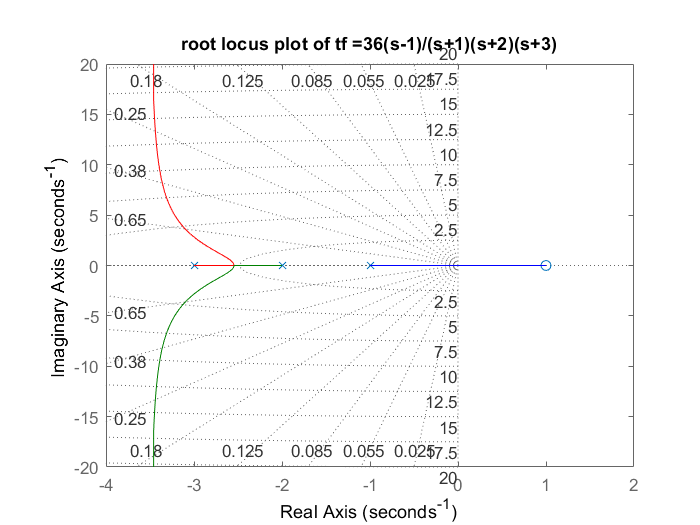 root locus plot of tf =36(s-1)/(s+1)(s+2)(s+3)
20
20
0.18 0.125 0.085 0.055 0.025 17.5
15 0.25 15
12.5
10 10
0.38
7.5
5 0.65 5
2.5
0
2.5
-5 0.65 5
7.5
0.38
-10 10
12.5
-15 0.25 15
0.18 0.125 0.085 0.055 0.025 17.5
-20
20
-4 -3 -2 -1 0 1 2
Real Axis (seconds-1)
Imaginary Axis (seconds-1)